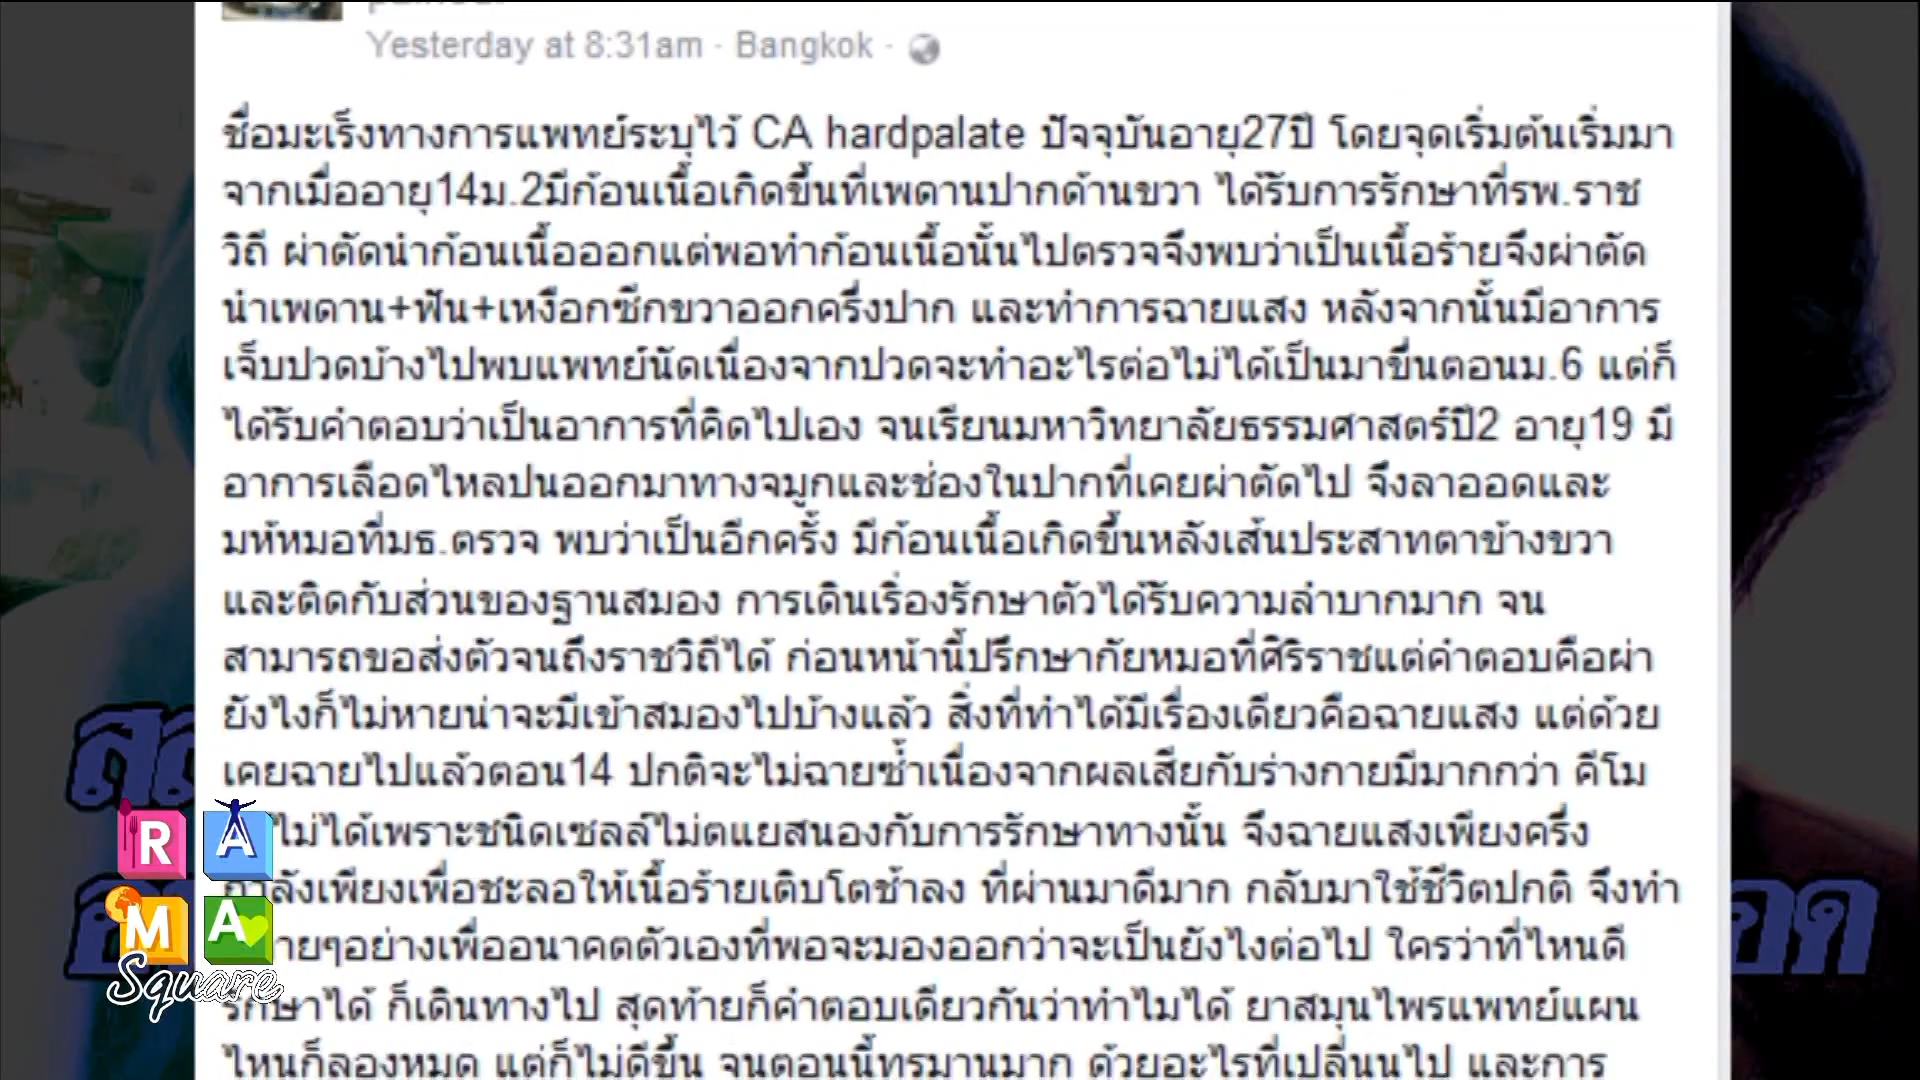 Yesterday at 8:31am · Bangkok ·
ชื่อมะเร็งทางการแพทย์ระบุไว้ CA hardpalate ปัจจุบันอายุ27ปี โดยจุดเริ่มต้นเริ่มมา
จากเมื่ออายุ14ม.2มีก้อนเนื้อเกิดขึ้นที่เพดานปากด้านขวา ได้รับการรักษาที่รพ.ราช
วิถี ผ่าตัดนำก้อนเนื้อออกแต่พอทำก้อนเนื้อนั้นไปตรวจจึงพบว่าเป็นเนื้อร้ายจึงผ่าตัด
นำเพดาน+ฟัน+เหงือกซีกขวาออกครึ่งปาก และทำการฉายแสง หลังจากนั้นมีอาการ
เจ็บปวดบ้างไปพบแพทย์นัดเนื่องจากปวดจะทำอะไรต่อไม่ได้เป็นมาขึ่นตอนม.6 แต่ก็
ได้รับคำตอบว่าเป็นอาการที่คิดไปเอง จนเรียนมหาวิทยาลัยธรรมศาสตร์ปี2 อายุ19 มี
อาการเลือดไหลปนออกมาทางจมูกและช่องในปากที่เคยผ่าตัดไป จึงลาออดและ
มห้หมอที่มธ.ตรวจ พบว่าเป็นอีกครั้ง มีก้อนเนื้อเกิดขึ้นหลังเส้นประสาทตาข้างขวา
และติดกับส่วนของฐานสมอง การเดินเรื่องรักษาตัวได้รับความลำบากมาก จน
สามารถขอส่งตัวจนถึงราชวิถีได้ ก่อนหน้านี้ปรึกษากัยหมอที่ศิริราชแต่คำตอบคือผ่า
ยังไงก็ไม่หายน่าจะมีเข้าสมองไปบ้างแล้ว สิ่งที่ทำได้มีเรื่องเดียวคือฉายแสง แต่ด้วย
เคยฉายไปแล้วตอน14 ปกติจะไม่ฉายซ้ำเนื่องจากผลเสียกับร่างกายมีมากกว่า คีโม
ไม่ได้เพราะชนิดเซลล์ไม่ตแยสนองกับการรักษาทางนั้น จึงฉายแสงเพียงครึ่ง
กำลังเพียงเพื่อชะลอให้เนื้อร้ายเติบโตช้าลง ที่ผ่านมาดีมาก กลับมาใช้ชีวิตปกติ จึงทำ
ายๆอย่างเพื่ออนาคตตัวเองที่พอจะมองออกว่าจะเป็นยังไงต่อไป ใครว่าที่ไหนดี
รักษาได้ ก็เดินทางไป สุดท้ายก็คำตอบเดียวกันว่าทำไมได้ ยาสมุนไพรแพทย์แผน
ไหนก็ลองหมด แต่ก็ไม่ดีขึ้น จนตอนนี้ทรมานมาก ด้วยอะไรที่เปลี่นนไป และการ
RAMA
Square